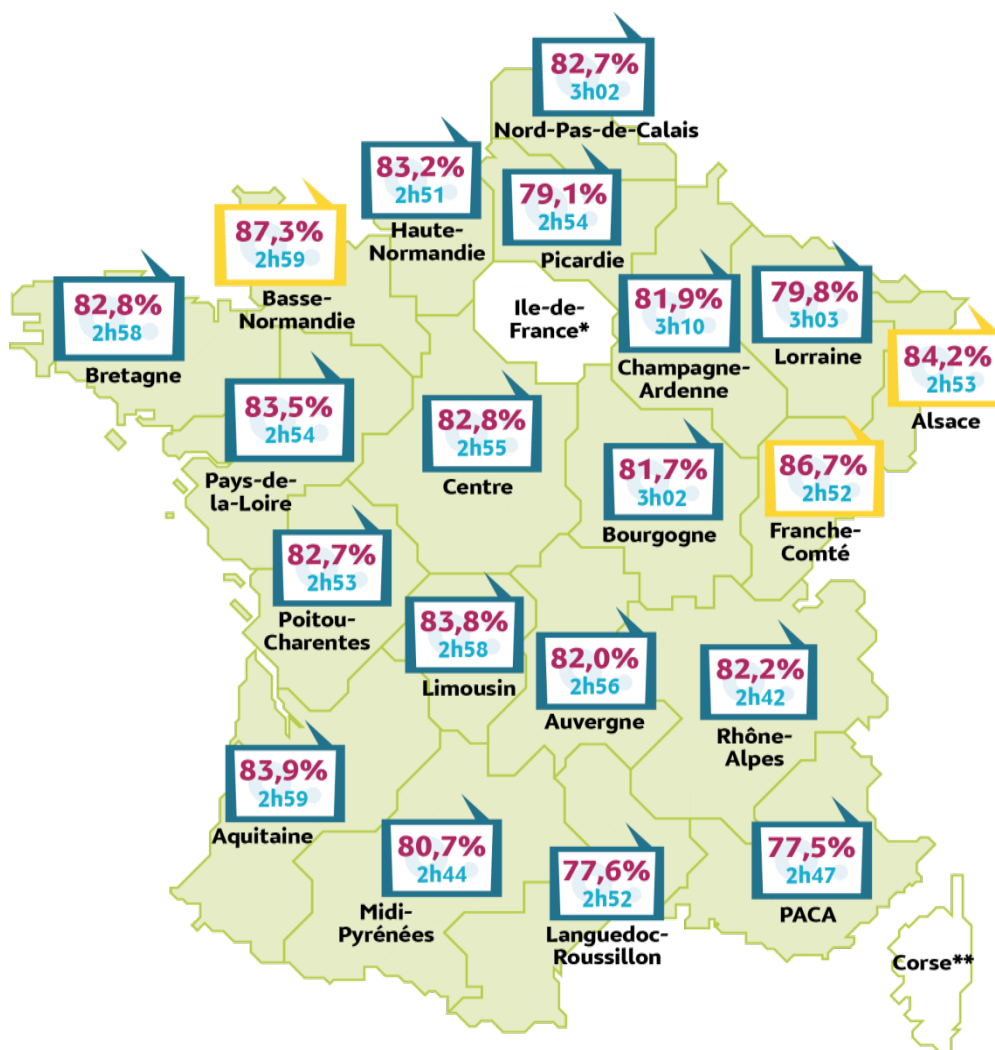 82,7%
3h02
Nord-Pas-de-Calais
83,2%
2h51
Haute-
Normandie
79,1%
2h54
Picardie
87,3%
2h59
Basse-
Normandie
82,8%
2h58
Bretagne
Ile-de-
France*
81,9%
3h10
Champagne-
Ardenne
79,8%
3h03
Lorraine
84,2%
2h53
Alsace
83,5%
2h54
Pays-de-
la-Loire
82,8%
2h55
Centre
81,7%
3h02
Bourgogne
86,7%
2h52
Franche-
Comté
82,7%
2h53
Poitou-
Charentes
83,8%
2h58
Limousin
82,0%
2h56
Auvergne
82,2%
2h42
Rhône-
Alpes
83,9%
2h59
Aquitaine
80,7%
2h44
Midi-
Pyrénées
77,6%
2h52
Languedoc-
Roussillon
77,5%
2h47
PACA
Corse**